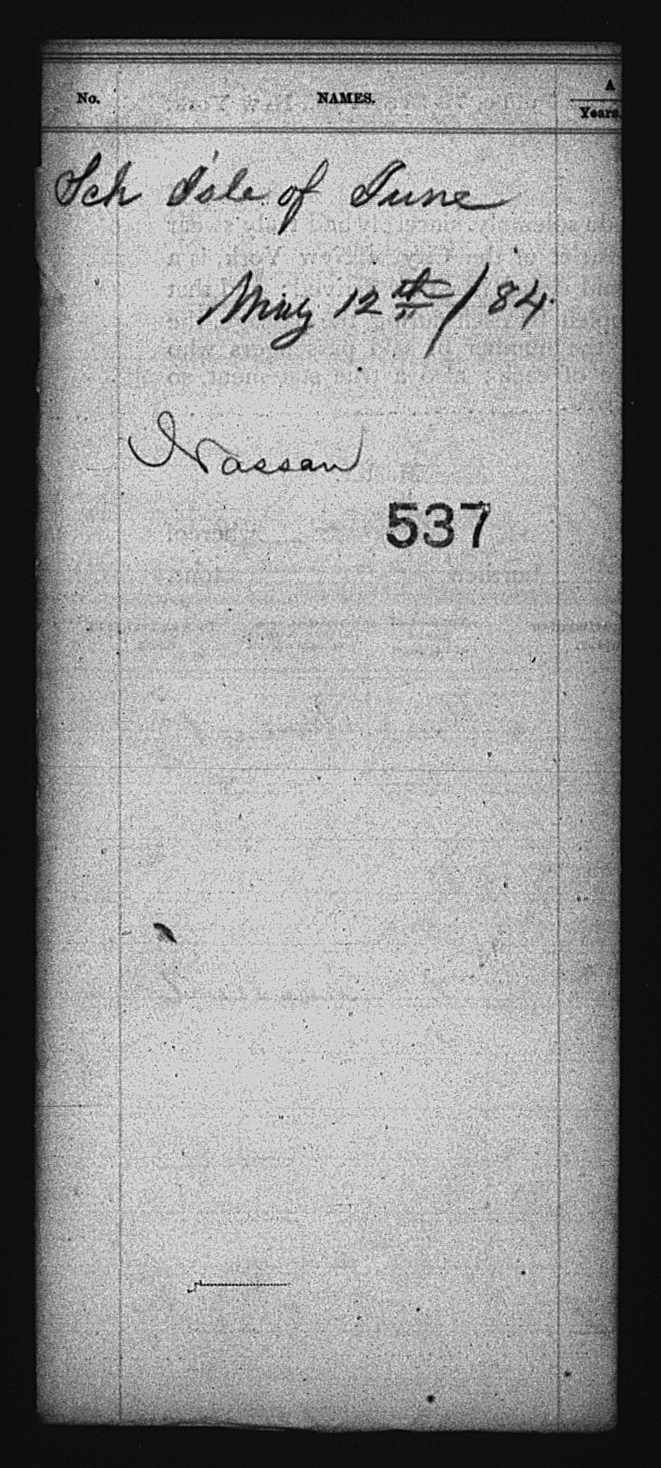 No.
NAMES.
A
Years.
Sch Isle of June
May 12th / 84.
Nassau
537